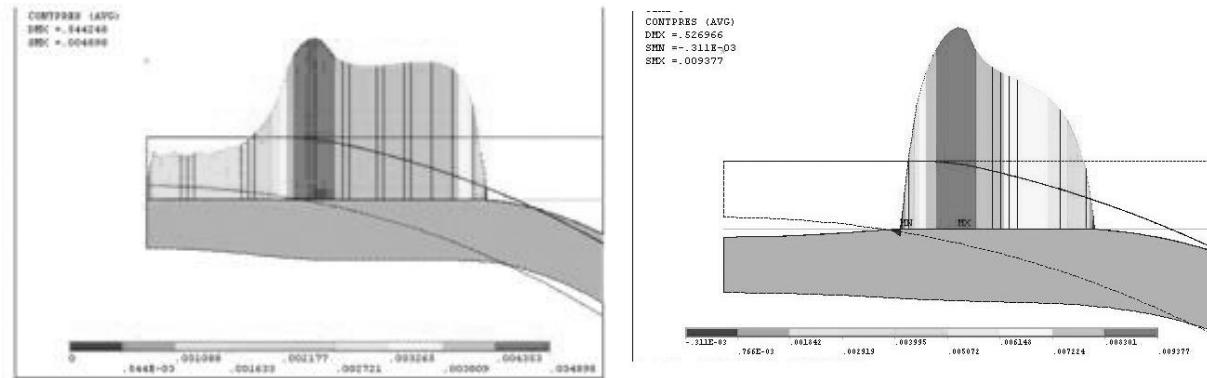 CONTPRES (AVG)
DMX =.544248
SMX =.004898
0
.544E-03
.001088
.001633
.002177
.002721
.003265
.003809
.004353
.004898
CONTPRES (AVG)
DMX =.526966
SMN =-.311E-03
SMX =.009377
MN
MX
-.311E-03
.766E-03
.001842
.002919
.003995
.005072
.006148
.007224
.008301
.009377